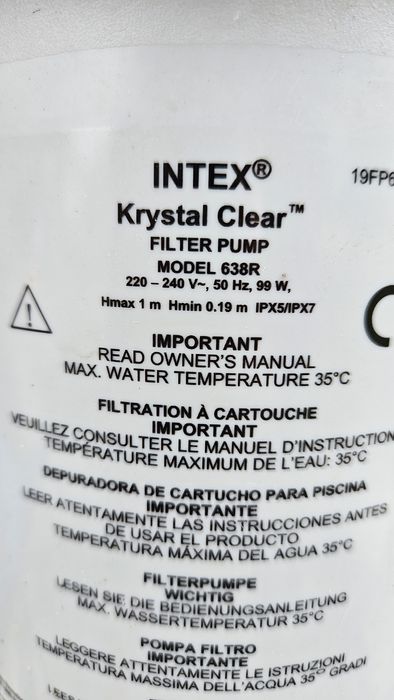 INTEX®
19FP6
Krystal Clear™
FILTER PUMP
MODEL 638R
220 – 240 V~, 50 Hz, 99 W,
Hmax 1 m Hmin 0.19 m IPX5/IPX7
IMPORTANT
READ OWNER'S MANUAL
MAX. WATER TEMPERATURE 35°C
FILTRATION À CARTOUCHE
IMPORTANT
VEUILLEZ CONSULTER LE MANUEL D'INSTRUCTION
TEMPÉRATURE MAXIMUM DE L'EAU: 35°C
DEPURADORA DE CARTUCHO PARA PISCINA
IMPORTANTE
LEER ATENTAMENTE LAS INSTRUCCIONES ANTES
DE USAR EL PRODUCTO
TEMPERATURA MÁXIMA DEL AGUA 35°C
FILTERPUMPE
WICHTIG
LESEN SIE DIE BEDIENUNGSANLEITUNG
MAX. WASSERTEMPERATUR 35°C
POMPA FILTRO
IMPORTANTE
LEGGERE ATTENTAMENTE LE ISTRUZIONI
TEMPERATURA MASSIMA DELL'ACQUA 35° GRADI